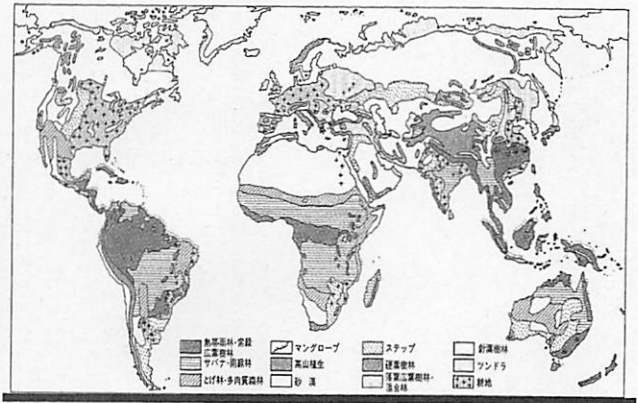 熱帯雨林・常緑
広葉樹林
サバナ・雨緑林
とげ林・多肉質森林
マングローブ
高山植生
砂漠
ステップ
硬葉樹林
落葉広葉樹林・
混合林
針葉樹林
ツンドラ
耕地